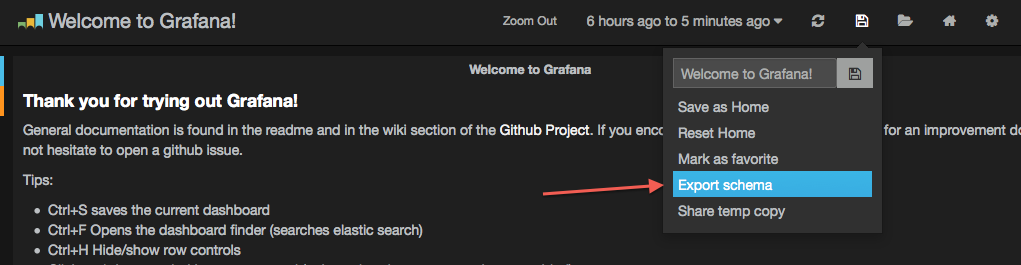 Welcome to Grafana!
Zoom Out
6 hours ago to 5 minutes ago
Welcome to Grafana
Welcome to Grafana!
Save as Home
Reset Home
Mark as favorite
Export schema
Share temp copy
Thank you for trying out Grafana!
General documentation is found in the readme and in the wiki section of the Github Project. If you enco for an improvement do
not hesitate to open a github issue.
Tips:
Ctrl+S saves the current dashboard
Ctrl+F Opens the dashboard finder (searches elastic search)
Ctrl+H Hide/show row controls